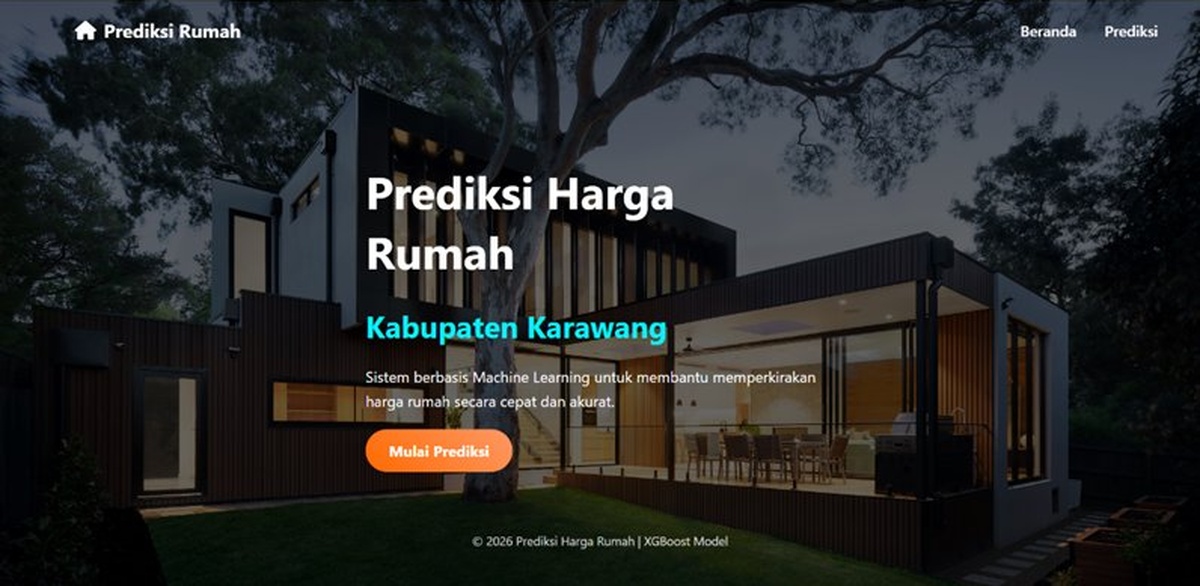 Prediksi Rumah
Beranda
Prediksi
Prediksi Harga
Rumah
Kabupaten Karawang
Sistem berbasis Machine Learning untuk membantu memperkirakan
harga rumah secara cepat dan akurat.
Mulai Prediksi
© 2026 Prediksi Harga Rumah | XGBoost Model